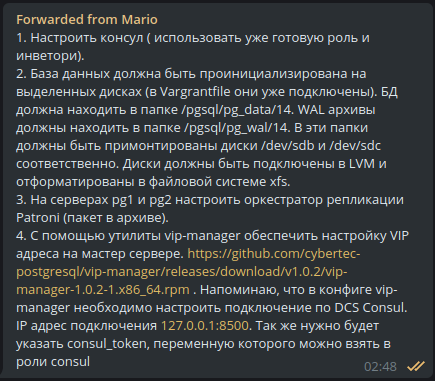 Forwarded from Mario
1. Настроить консул ( использовать уже готовую роль и
инветори).
2. База данных должна быть проинициализирована на
выделенных дисках (в Vargrantfile они уже подключены). БД
должна находить в папке /pgsql/pg_data/14. WAL архивы
должны находить в папке /pgsql/pg_wal/14. В эти папки
должны быть примонтированы диски /dev/sdb и /dev/sdc
соответственно. Диски должны быть подключены в LVM и
отформатированы в файловой системе xfs.
3. На серверах pg1 и pg2 настроить оркестратор репликации
Patroni (пакет в архиве).
4. С помощью утилиты vip-manager обеспечить настройку VIP
адреса на мастер сервере. https://github.com/cybertec-
postgresql/vip-manager/releases/download/v1.0.2/vip-
manager-1.0.2-1.x86_64.rpm . Напоминаю, что в конфиге vip-
manager необходимо настроить подключение по DCS Consul.
IP адрес подключения 127.0.0.1:8500. Так же нужно будет
указать consul_token, переменную которого можно взять в
роли consul
02:48